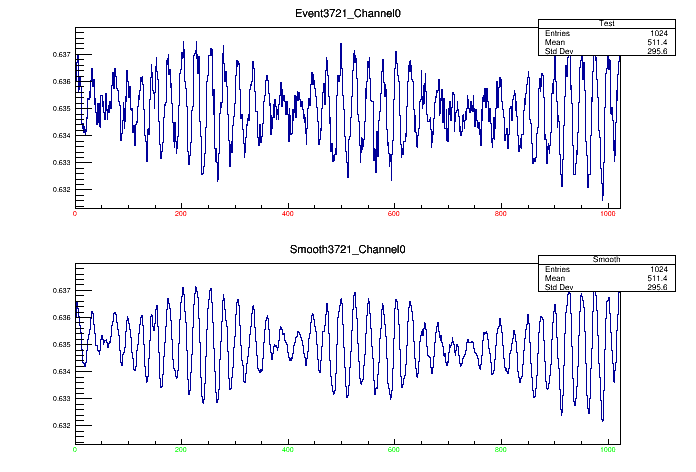 Event3721_Channel0
Test
Entries 1024
Mean 511.4
Std Dev 295.6
0.637
0.636
0.635
0.634
0.633
0.632
0 200 400 600 800 1000
Smooth3721_Channel0
Smooth
Entries 1024
Mean 511.4
Std Dev 295.6
0.637
0.636
0.635
0.634
0.633
0.632
0 200 400 600 800 1000